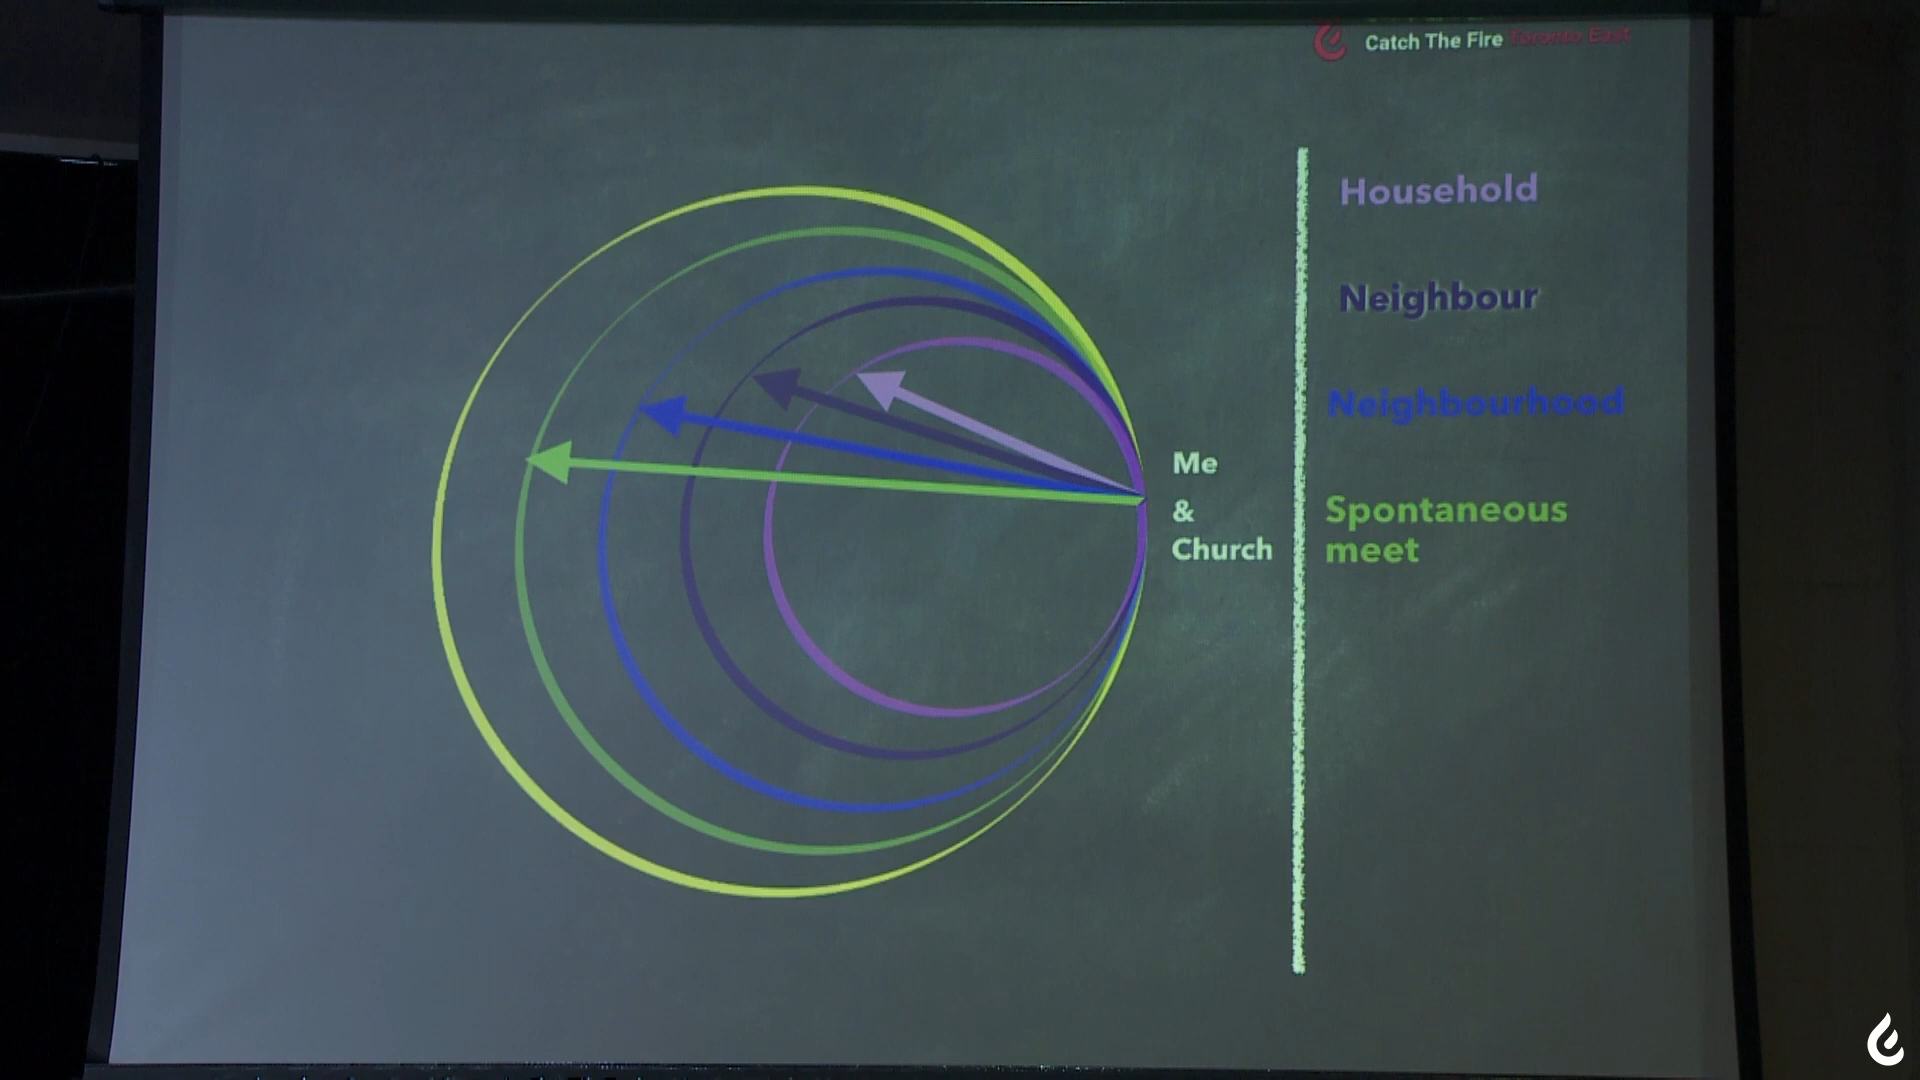 Catch The Fire Toronto East
Household
Neighbour
Neighbourhood
Me
&
Church
Spontaneous
meet